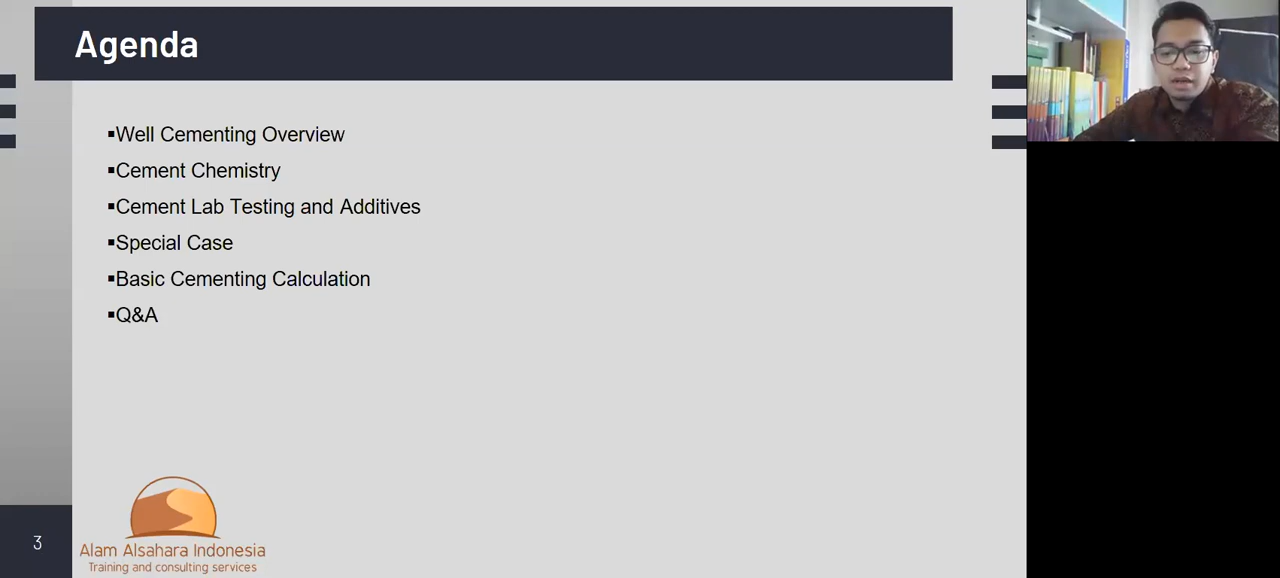 Agenda
▪Well Cementing Overview
▪Cement Chemistry
▪Cement Lab Testing and Additives
▪Special Case
▪Basic Cementing Calculation
▪Q&A
3
Alam Alsahara Indonesia
Training and consulting services